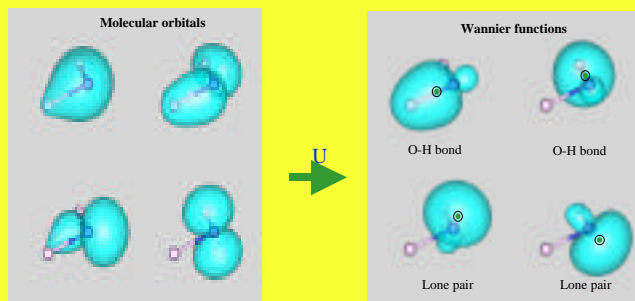 Molecular orbitals
Wannier functions
U
O-H bond
O-H bond
Lone pair
Lone pair